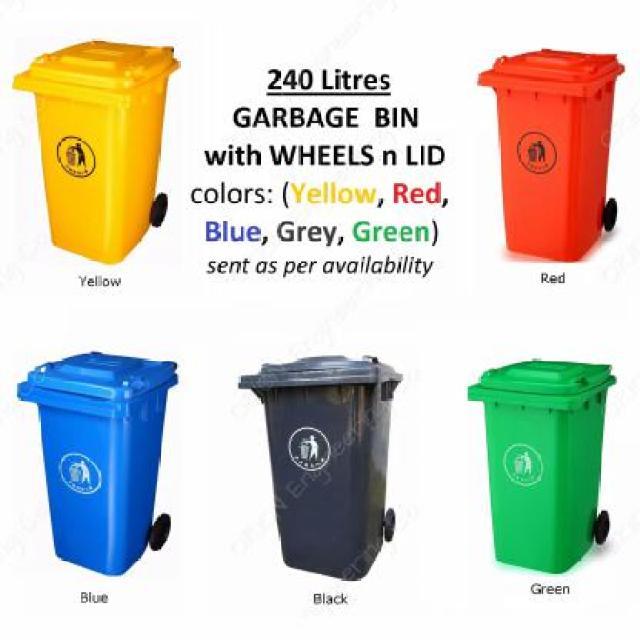 240 Litres
GARBAGE BIN
with WHEELS n LID
colors: (Yellow, Red,
Blue, Grey, Green)
sent as per availability
Yellow
Red
Blue
Black
Green